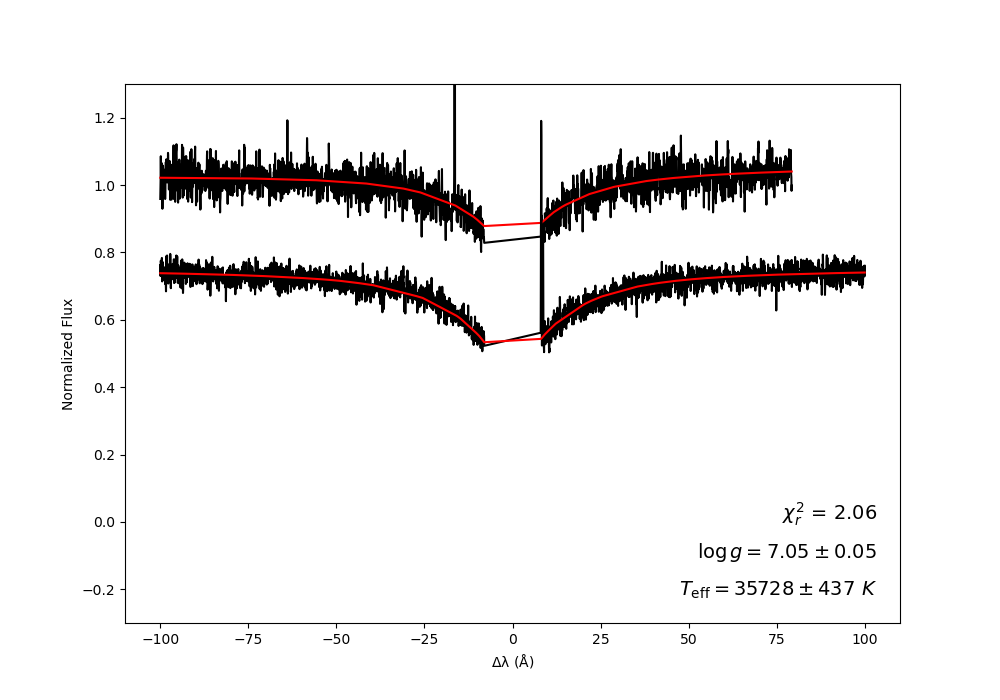 1.2
1.0
0.8
0.6
0.4
0.2
0.0
−0.2
Normalized Flux
χ²ᵣ = 2.06
log g = 7.05 ± 0.05
T_eff = 35728 ± 437 K
−100 −75 −50 −25 0 25 50 75 100
Δλ (Å)